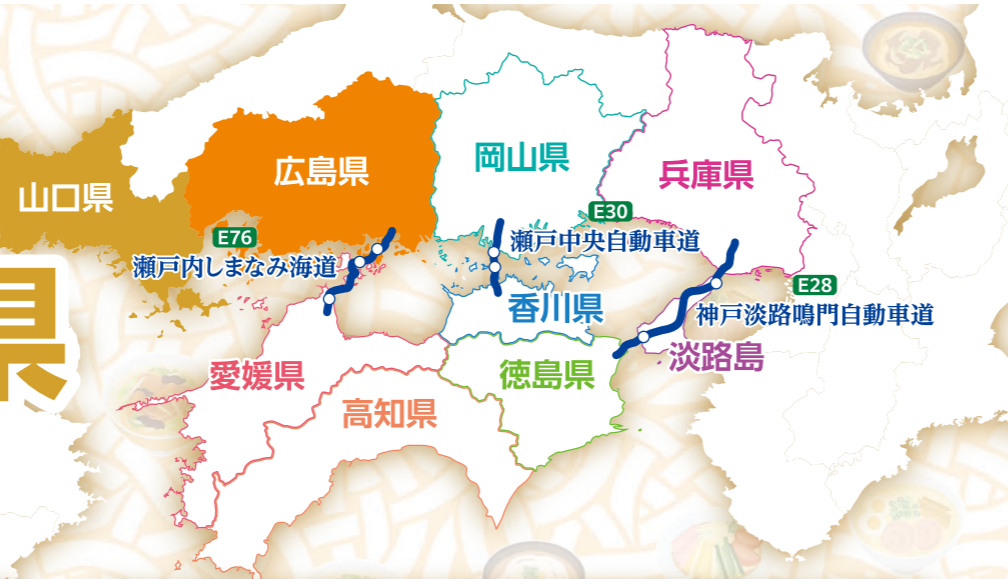 山口県
広島県
岡山県
兵庫県
E76
瀬戸内しまなみ海道
E30
瀬戸中央自動車道
E28
神戸淡路鳴門自動車道
県
香川県
淡路島
愛媛県
徳島県
高知県